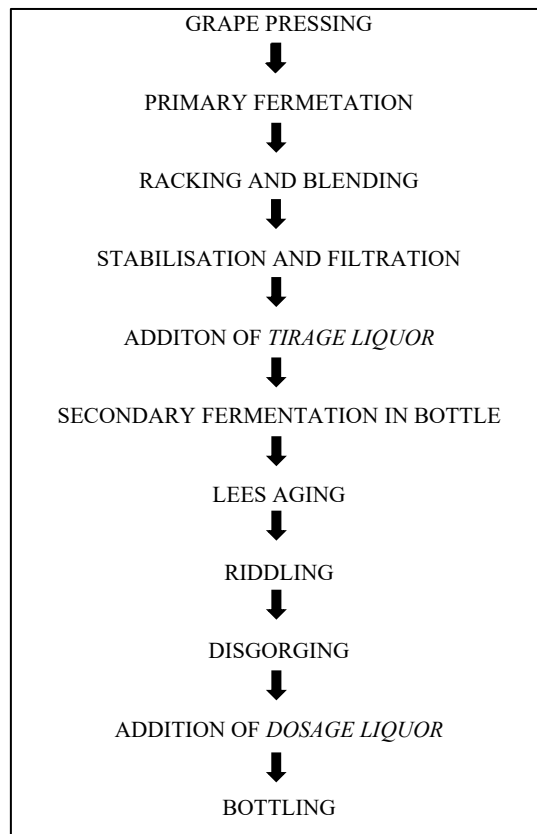 GRAPE PRESSING
PRIMARY FERMETATION
RACKING AND BLENDING
STABILISATION AND FILTRATION
ADDITON OF TIRAGE LIQUOR
SECONDARY FERMENTATION IN BOTTLE
LEES AGING
RIDDLING
DISGORGING
ADDITION OF DOSAGE LIQUOR
BOTTLING